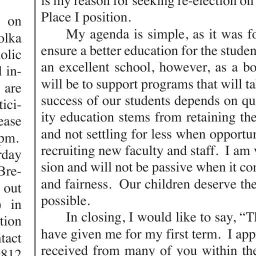 on
olka
olic
l in-
are
tici-
ease
pm.
rday
Bre-
out
) in
tion
ntact
812
is my reason for seeking re-election on
Place I position.
My agenda is simple, as it was fo
ensure a better education for the studen
an excellent school, however, as a bo
will be to support programs that will tal
success of our students depends on qu
ity education stems from retaining the
and not settling for less when opportun
recruiting new faculty and staff. I am v
sion and will not be passive when it con
and fairness. Our children deserve the
possible.
In closing, I would like to say, “Th
have given me for my first term. I app
received from many of you within the